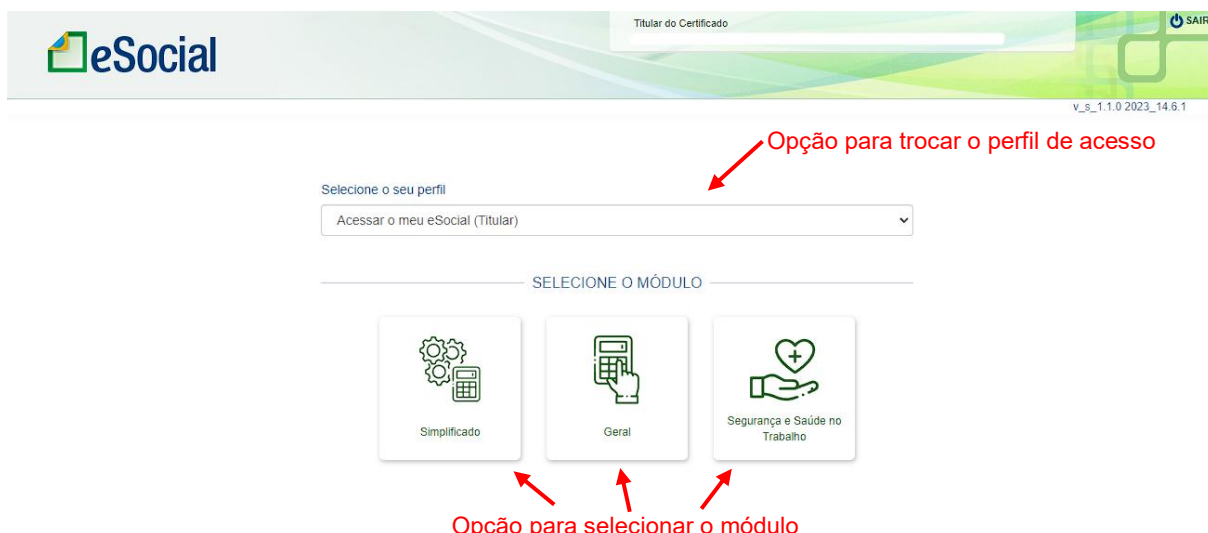 Titular do Certificado
SAIR
eSocial
v_s_1.1.0 2023_14.6.1
Opção para trocar o perfil de acesso
Selecione o seu perfil
Acessar o meu eSocial (Titular)
SELECIONE O MÓDULO
Simplificado
Geral
Segurança e Saúde no
Trabalho
Opção para selecionar o módulo